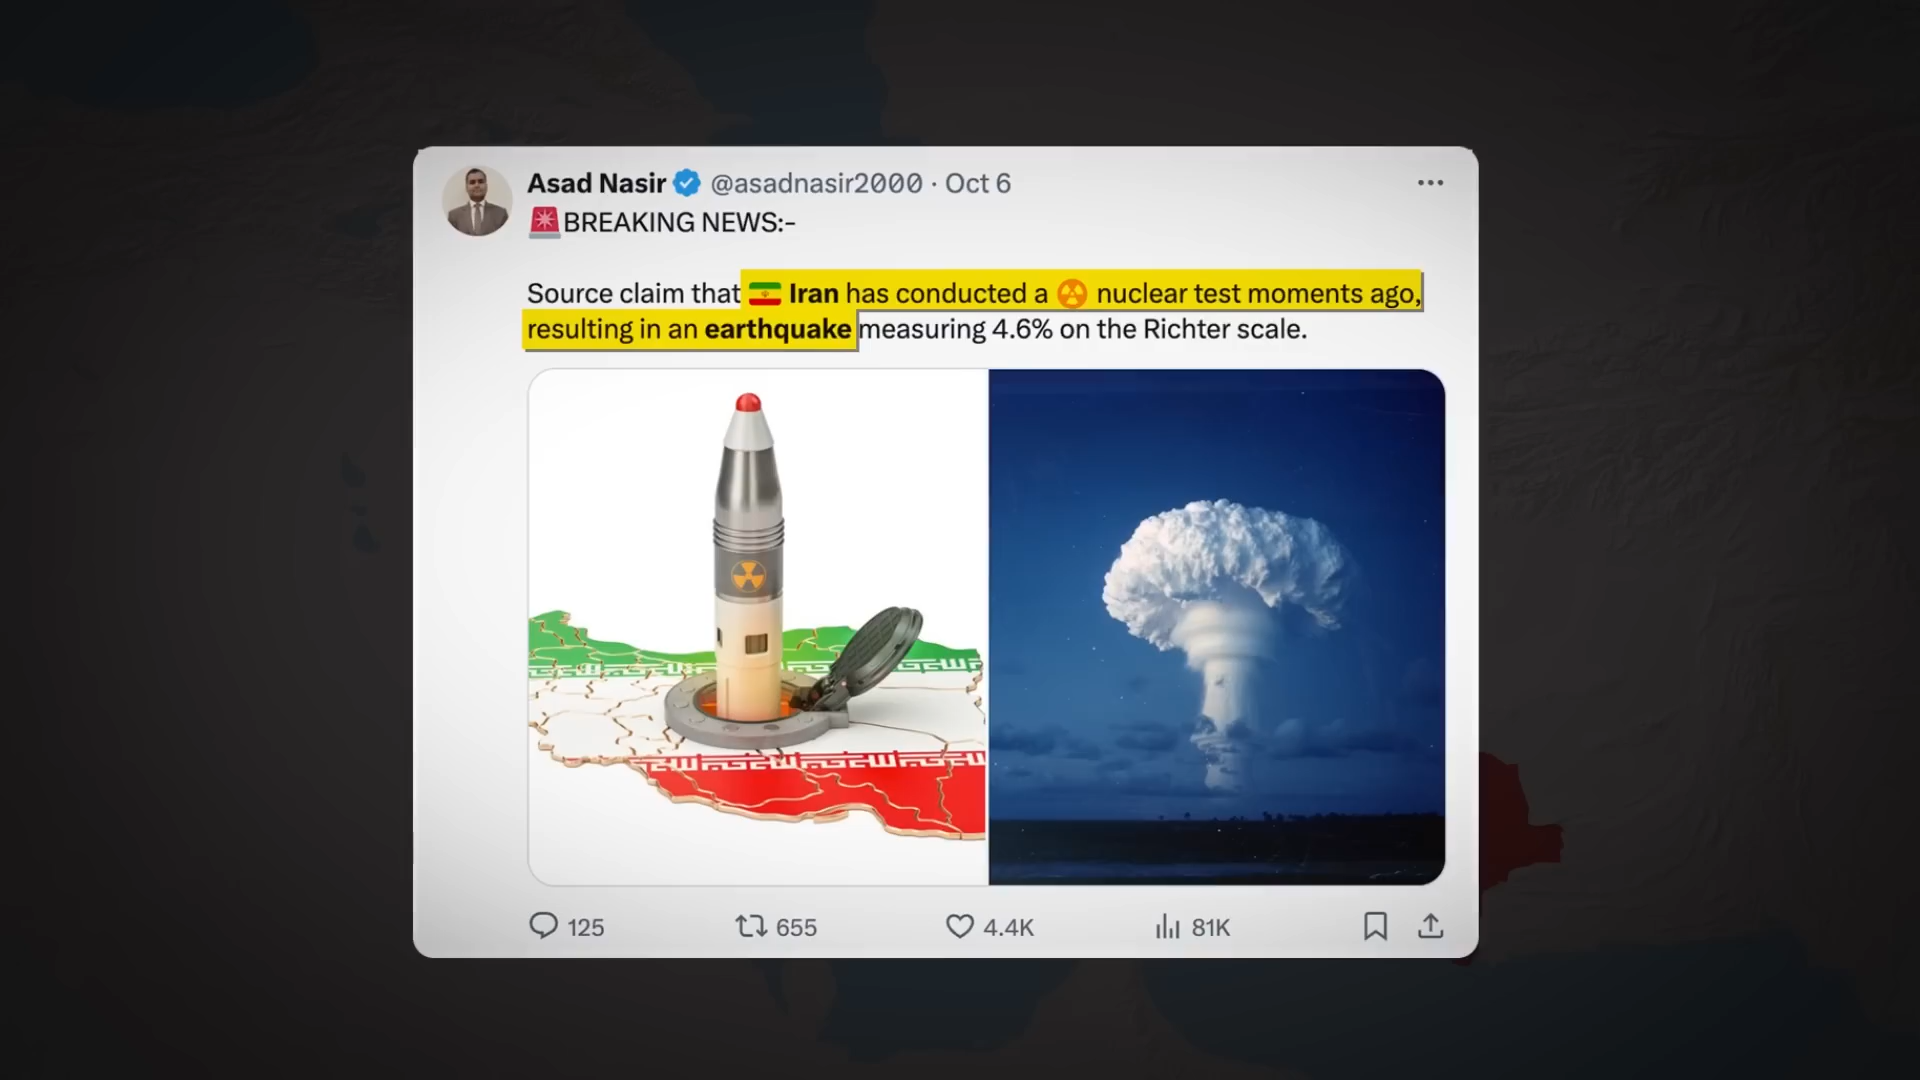 Asad Nasir @asadnasir2000 · Oct 6
🚨BREAKING NEWS:-
Source claim that 🇮🇷 Iran has conducted a ☢️ nuclear test moments ago,
resulting in an earthquake measuring 4.6% on the Richter scale.
125 655 4.4K 81K